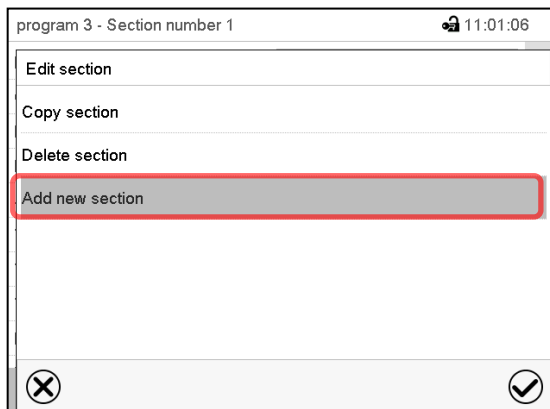 program 3 - Section number 1 11:01:06
Edit section
Copy section
Delete section
Add new section